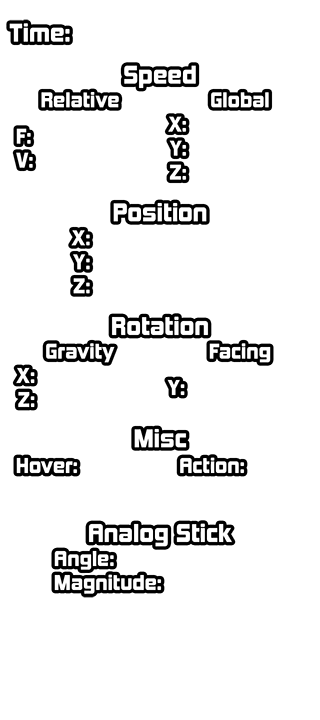 Time:
Speed
Relative Global
F:
V:
X:
Y:
Z:
Position
X:
Y:
Z:
Rotation
Gravity Facing
X:
Z:
Y:
Misc
Hover: Action:
Analog Stick
Angle:
Magnitude: